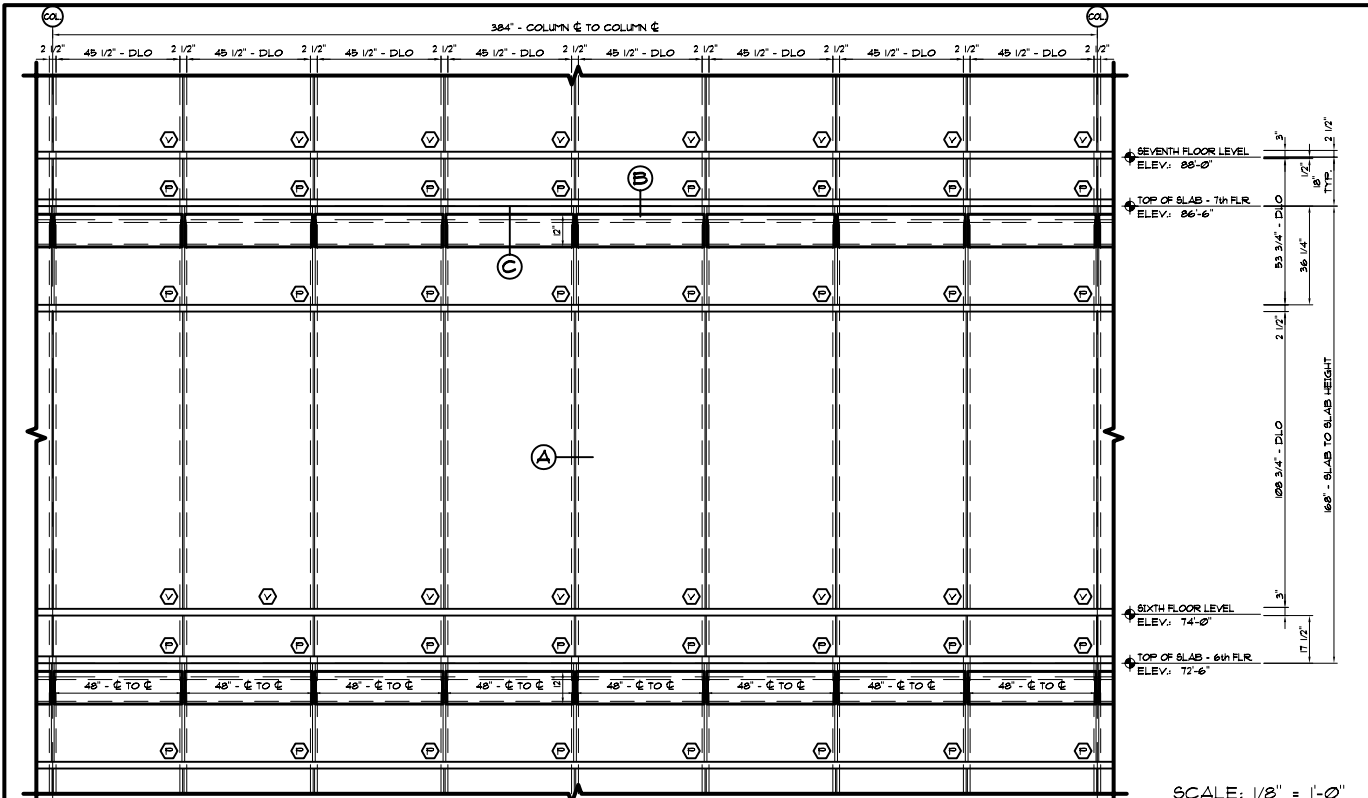 COL COL
384" - COLUMN ℄ TO COLUMN ℄
2 1/2" 45 1/2" - DLO 2 1/2" 45 1/2" - DLO 2 1/2" 45 1/2" - DLO 2 1/2" 45 1/2" - DLO 2 1/2" 45 1/2" - DLO 2 1/2" 45 1/2" - DLO 2 1/2" 45 1/2" - DLO 2 1/2" 45 1/2" - DLO 2 1/2"
V V V V V V V V
3" 2 1/2"
SEVENTH FLOOR LEVEL
ELEV.: 88'-0"
P P P P P P P P
B
1/2"
18"
TYP.
TOP OF SLAB - 7th FLR.
ELEV.: 86'-6"
12"
C
53 3/4" - DLO
36 1/4"
P P P P P P P P
2 1/2"
A
108 3/4" - DLO
168" - SLAB TO SLAB HEIGHT
V V V V V V V V
3"
SIXTH FLOOR LEVEL
ELEV.: 74'-0"
P P P P P P P P
17 1/2"
TOP OF SLAB - 6th FLR.
ELEV.: 72'-6"
48" - ℄ TO ℄ 48" - ℄ TO ℄ 48" - ℄ TO ℄ 48" - ℄ TO ℄ 12" 48" - ℄ TO ℄ 48" - ℄ TO ℄ 48" - ℄ TO ℄ 48" - ℄ TO ℄
P P P P P P P P
SCALE: 1/8" = 1'-0"